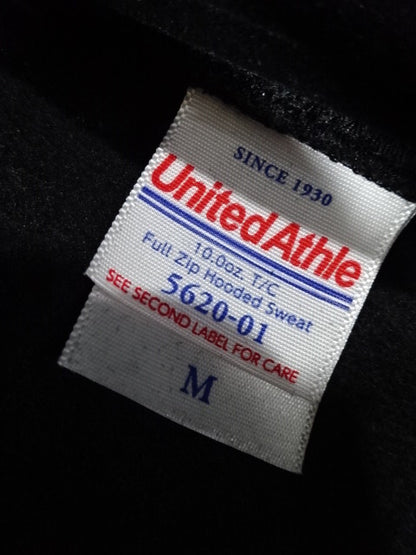 SINCE 1930
UnitedAthle
10.0oz. T/C
Full Zip Hooded Sweat
5620-01
SEE SECOND LABEL FOR CARE
M